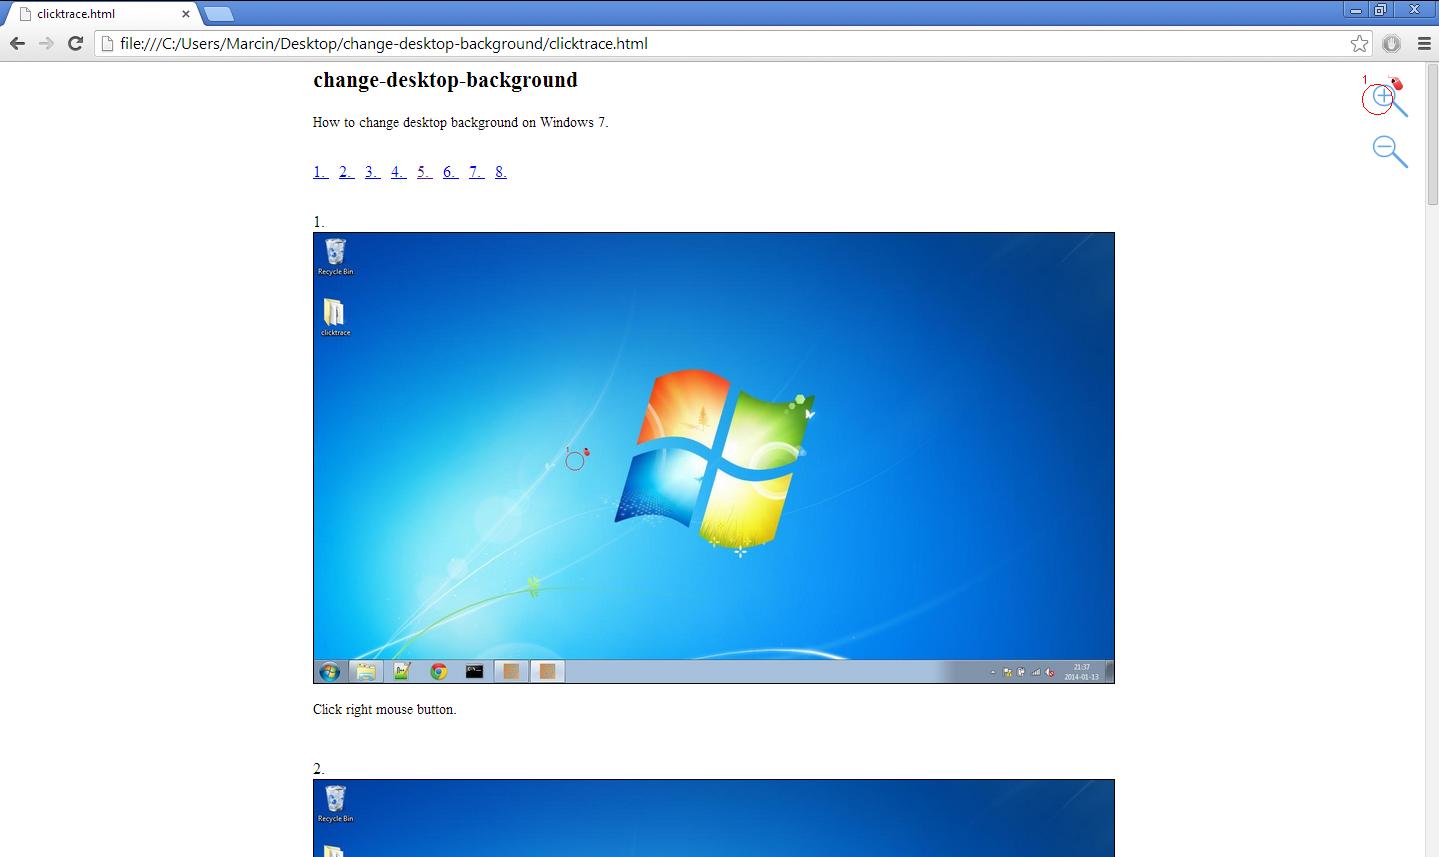 clicktrace.html
file:///C:/Users/Marcin/Desktop/change-desktop-background/clicktrace.html
change-desktop-background
1
How to change desktop background on Windows 7.
1. 2. 3. 4. 5. 6. 7. 8.
1.
Recycle Bin
clicktrace
1
21:37
2014-01-13
Click right mouse button.
2.
Recycle Bin